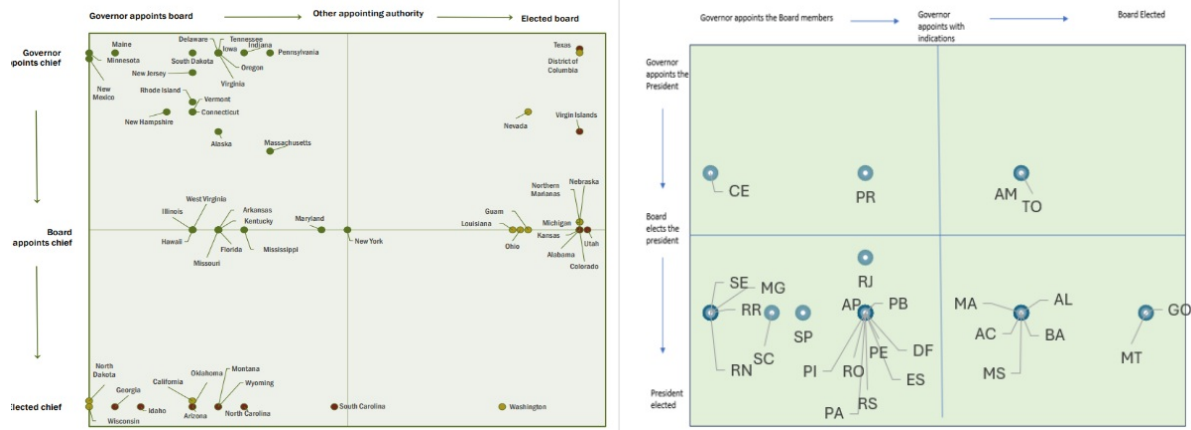 Governor appoints board
Other appointing authority
Elected board
Governor
points chief
Board
appoints chief
Elected chief
Maine
Minnesota
New
Mexico
Delaware
Tennessee
Iowa
Indiana
Pennsylvania
South Dakota
Oregon
New Jersey
Virginia
Rhode Island
Vermont
Connecticut
New Hampshire
Alaska
Massachusetts
Texas
District of
Columbia
Nevada
Virgin Islands
West Virginia
Illinois
Arkansas
Kentucky
Hawaii
Florida
Mississippi
Missouri
Maryland
New York
Nebraska
Northern
Marianas
Guam
Louisiana
Michigan
Ohio
Kansas
Utah
Alabama
Colorado
North
Dakota
Georgia
Wisconsin
Idaho
California
Oklahoma
Montana
Wyoming
Arizona
North Carolina
South Carolina
Washington
Governor appoints the Board members
Governor
appoints with
indications
Board Elected
Governor
appoints the
President
Board
elects the
president
President
elected
CE
PR
AM
TO
RJ
SE
MG
RR
RN
SC
SP
AP
PB
PI
RO
PE
DF
ES
PA
RS
MA
AL
AC
BA
MS
GO
MT